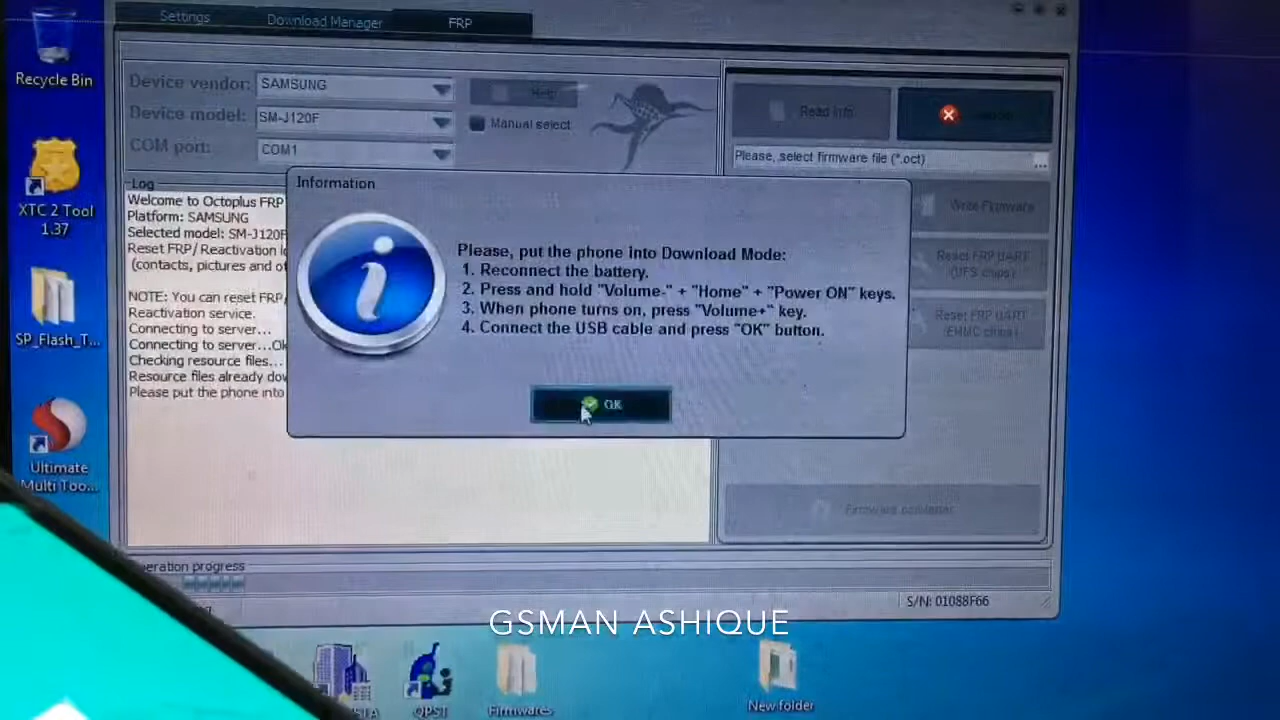 Settings
Download Manager
FRP
Recycle Bin
Device vendor:
SAMSUNG
Help
Device model:
SM-J120F
Manual select
COM port:
COM1
Read Info
Please, select firmware file (*.oct)
...
XTC 2 Tool
1.37
Log
Welcome to Octoplus FRP
Platform: SAMSUNG
Selected model: SM-J120F
Reset FRP/ Reactivation
(contacts, pictures and
NOTE: You can reset FRP/
Reactivation service.
Connecting to server...
Connecting to server...Ok
Checking resource files...
Resource files already
Please put the phone into
Information
Please, put the phone into Download Mode:
1. Reconnect the battery.
2. Press and hold "Volume-" + "Home" + "Power ON" keys.
3. When phone turns on, press "Volume+" key.
4. Connect the USB cable and press "OK" button.
OK
Write Firmware
Reset FRP UART
(UFS chips)
Reset FRP UART
EMMC chips)
SP_Flash_T...
Ultimate
Multi Too...
progress
S/N: 01088F66
GSMAN ASHIQUE
QPST
Firmwares
New folder